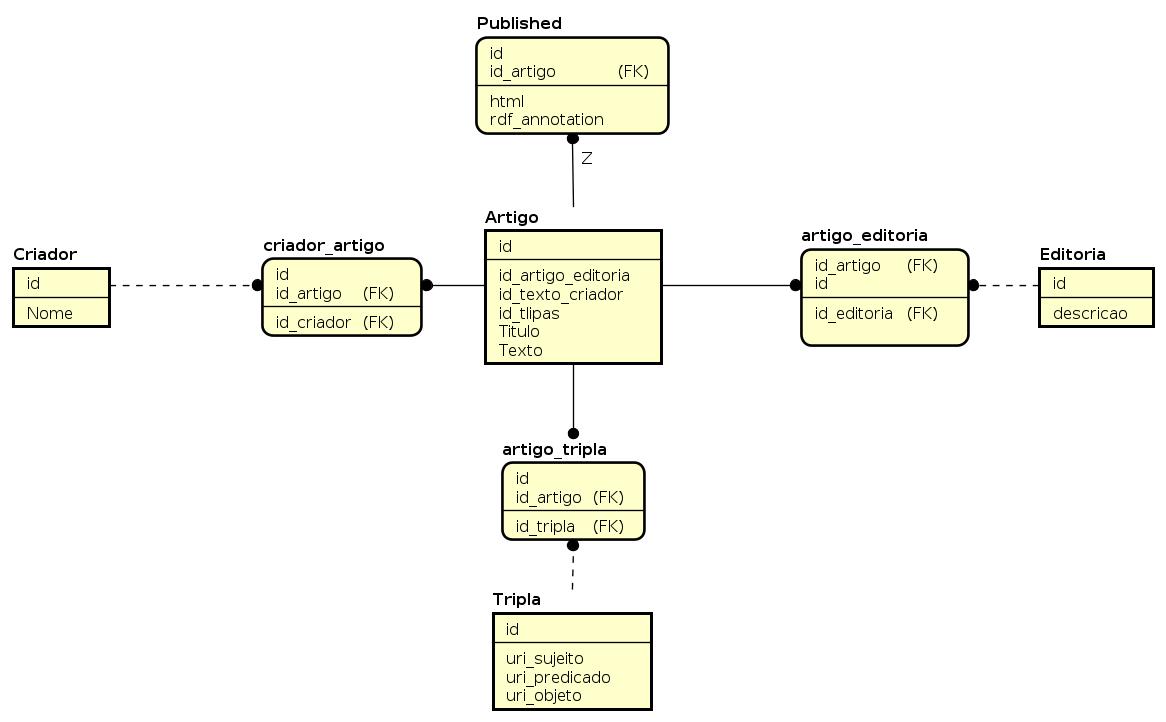 Published
id
id_artigo (FK)
html
rdf_annotation
Z
Artigo
id
id_artigo_editoria
id_texto_criador
id_tlipas
Titulo
Texto
Criador
id
Nome
criador_artigo
id
id_artigo (FK)
id_criador (FK)
artigo_editoria
id_artigo (FK)
id
id_editoria (FK)
Editoria
id
descricao
artigo_tripla
id
id_artigo (FK)
id_tripla (FK)
Tripla
id
uri_sujeito
uri_predicado
uri_objeto